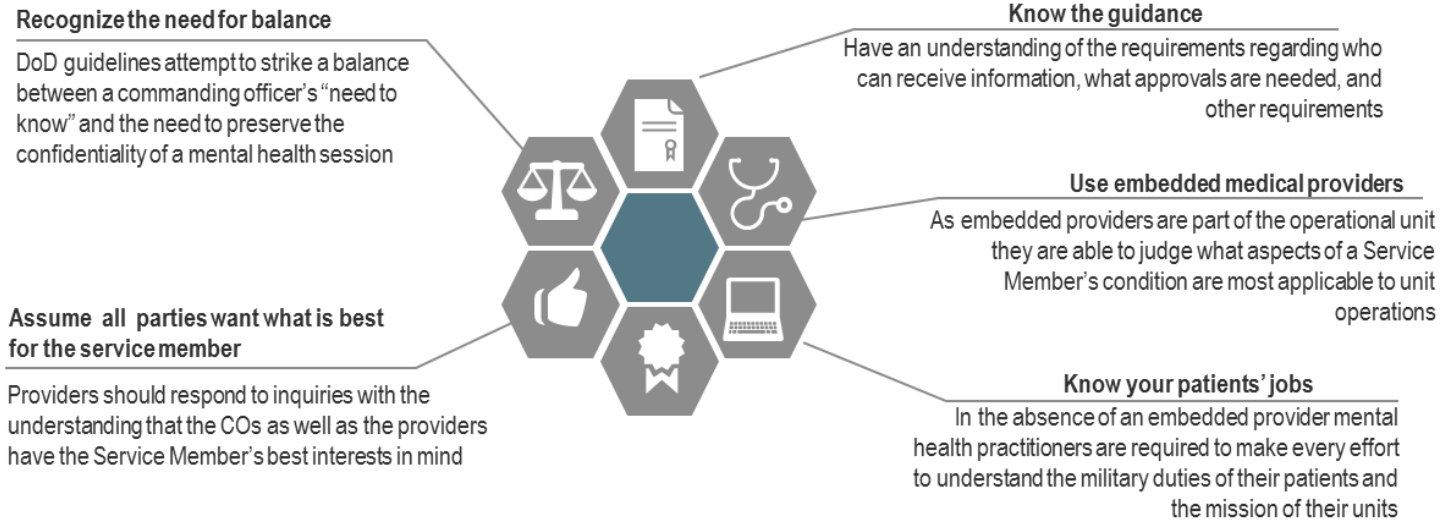 Recognize the need for balance
DoD guidelines attempt to strike a balance
between a commanding officer's “need to
know” and the need to preserve the
confidentiality of a mental health session
Know the guidance
Have an understanding of the requirements regarding who
can receive information, what approvals are needed, and
other requirements
Use embedded medical providers
As embedded providers are part of the operational unit
they are able to judge what aspects of a Service
Member's condition are most applicable to unit
operations
Assume all parties want what is best
for the service member
Providers should respond to inquiries with the
understanding that the COs as well as the providers
have the Service Member's best interests in mind
Know your patients' jobs
In the absence of an embedded provider mental
health practitioners are required to make every effort
to understand the military duties of their patients and
the mission of their units